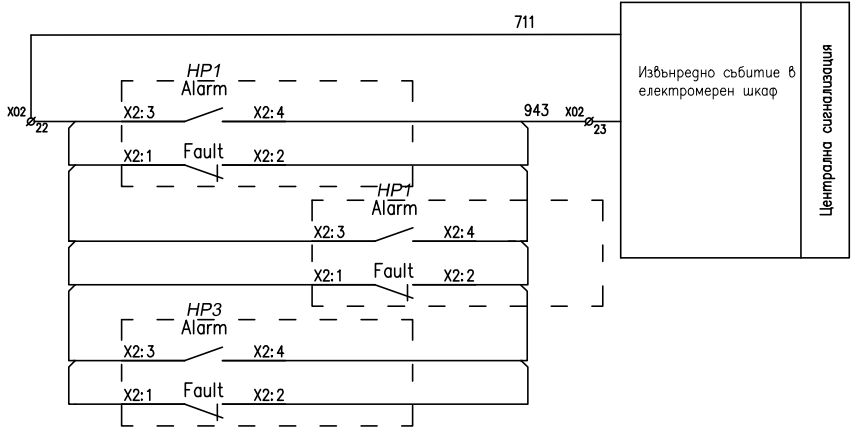 711
HP1
Alarm
X02
22
X2:3
X2:4
943
X02
23
X2:1
Fault
X2:2
HP1
Alarm
X2:3
X2:4
X2:1
Fault
X2:2
HP3
Alarm
X2:3
X2:4
X2:1
Fault
X2:2
Извънредно събитие в
електромерен шкаф
Централна сигнализация